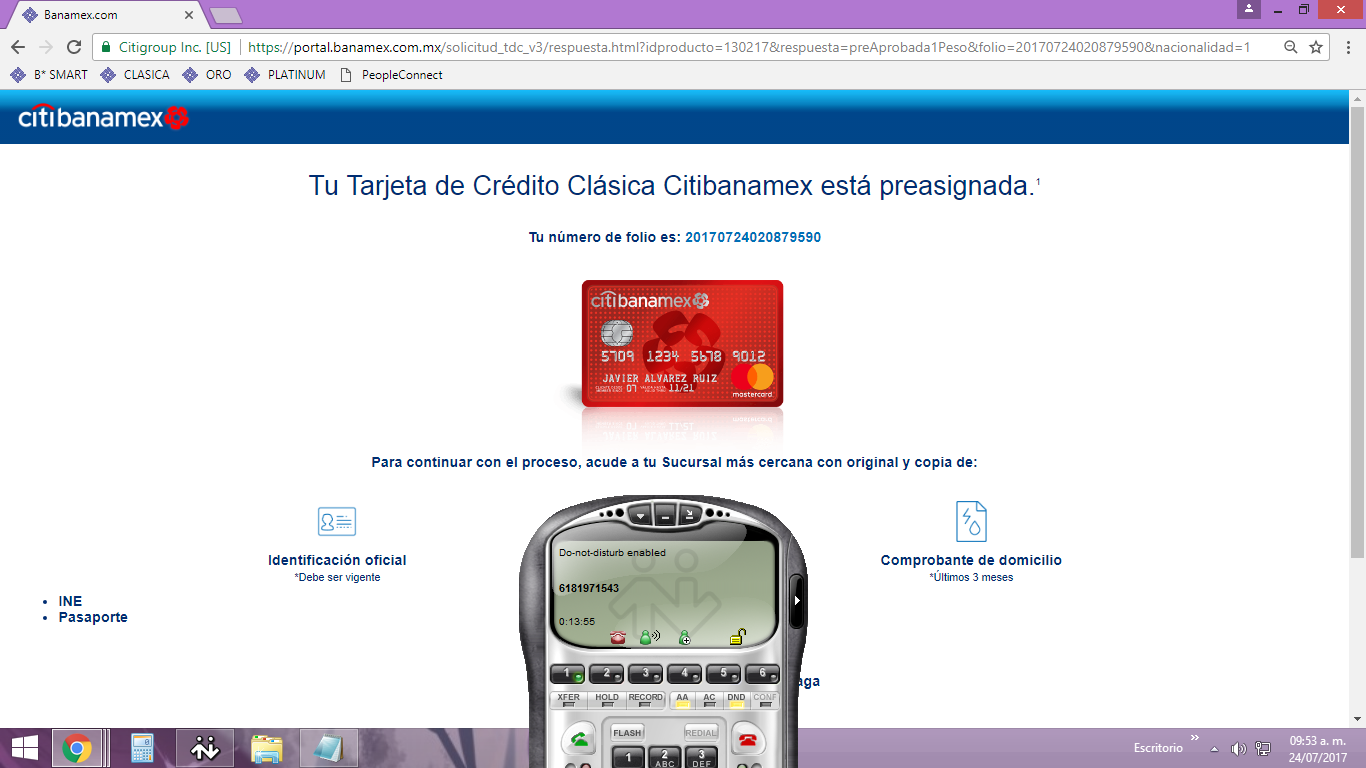 Banamex.com
Citigroup Inc. [US] https://portal.banamex.com.mx/solicitud_tdc_v3/respuesta.html?idproducto=130217&respuesta=preAprobada1Peso&folio=20170724020879590&nacionalidad=1
B* SMART CLASICA ORO PLATINUM PeopleConnect
citibanamex
Tu Tarjeta de Crédito Clásica Citibanamex está preasignada.1
Tu número de folio es: 20170724020879590
citibanamex
5709 1234 5678 9012
JAVIER ALVAREZ RUIZ
07 11/21
mastercard
Para continuar con el proceso, acude a tu Sucursal más cercana con original y copia de:
Identificación oficial
*Debe ser vigente
Comprobante de domicilio
*Últimos 3 meses
• INE
• Pasaporte
aga
Do-not-disturb enabled
6181971543
0:13:55
1 2 3 4 5 6
XFER HOLD RECORD AA AC DND CONF
FLASH REDIAL
1 2 ABC 3 DEF
Escritorio
09:53 a. m.
24/07/2017